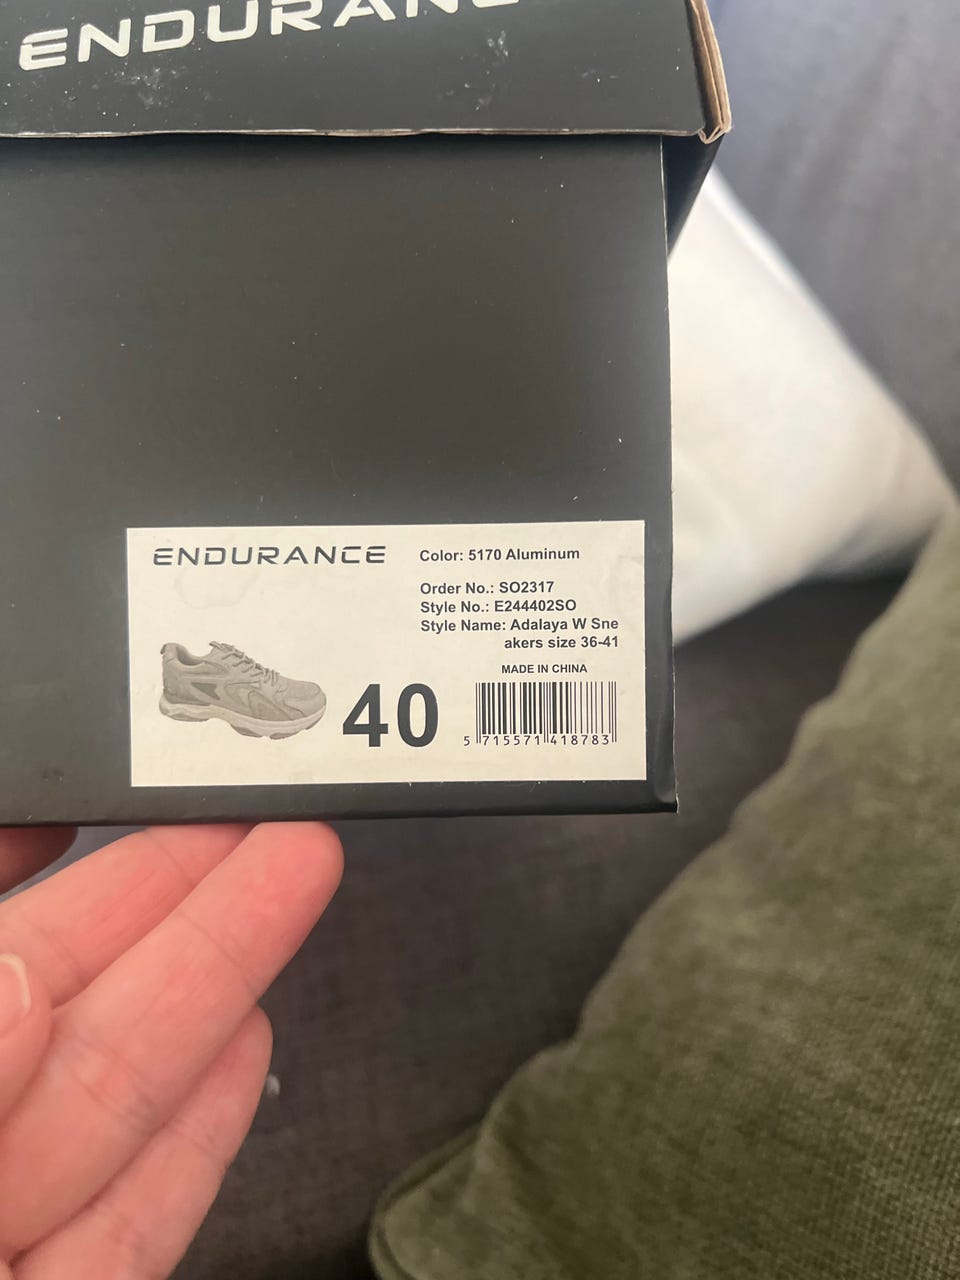 ENDURANC
ENDURANCE
Color: 5170 Aluminum
Order No.: SO2317
Style No.: E244402SO
Style Name: Adalaya W Sne
akers size 36-41
MADE IN CHINA
40
5 715571 418783